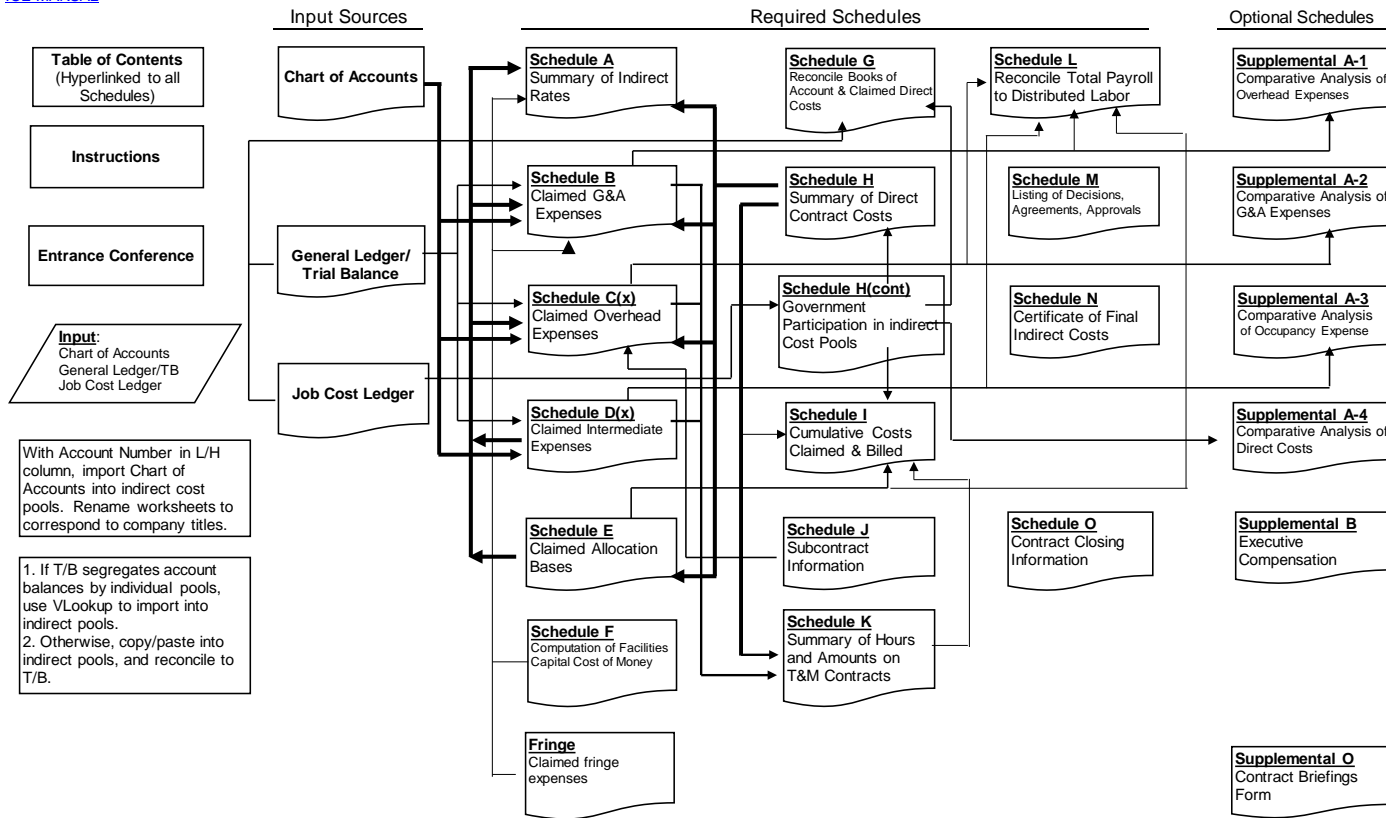 ICE MANUAL
Input Sources
Required Schedules
Optional Schedules
Table of Contents
(Hyperlinked to all
Schedules)
Instructions
Entrance Conference
Input:
Chart of Accounts
General Ledger/TB
Job Cost Ledger
With Account Number in L/H
column, import Chart of
Accounts into indirect cost
pools. Rename worksheets to
correspond to company titles.
1. If T/B segregates account
balances by individual pools,
use VLookup to import into
indirect pools.
2. Otherwise, copy/paste into
indirect pools, and reconcile to
T/B.
Chart of Accounts
General Ledger/
Trial Balance
Job Cost Ledger
Schedule A
Summary of Indirect
Rates
Schedule B
Claimed G&A
Expenses
Schedule C(x)
Claimed Overhead
Expenses
Schedule D(x)
Claimed Intermediate
Expenses
Schedule E
Claimed Allocation
Bases
Schedule F
Computation of Facilities
Capital Cost of Money
Fringe
Claimed fringe
expenses
Schedule G
Reconcile Books of
Account & Claimed Direct
Costs
Schedule H
Summary of Direct
Contract Costs
Schedule H(cont)
Government
Participation in indirect
Cost Pools
Schedule I
Cumulative Costs
Claimed & Billed
Schedule J
Subcontract
Information
Schedule K
Summary of Hours
and Amounts on
T&M Contracts
Schedule L
Reconcile Total Payroll
to Distributed Labor
Schedule M
Listing of Decisions,
Agreements, Approvals
Schedule N
Certificate of Final
Indirect Costs
Schedule O
Contract Closing
Information
Supplemental A-1
Comparative Analysis of
Overhead Expenses
Supplemental A-2
Comparative Analysis of
G&A Expenses
Supplemental A-3
Comparative Analysis
of Occupancy Expense
Supplemental A-4
Comparative Analysis of
Direct Costs
Supplemental B
Executive
Compensation
Supplemental O
Contract Briefings
Form